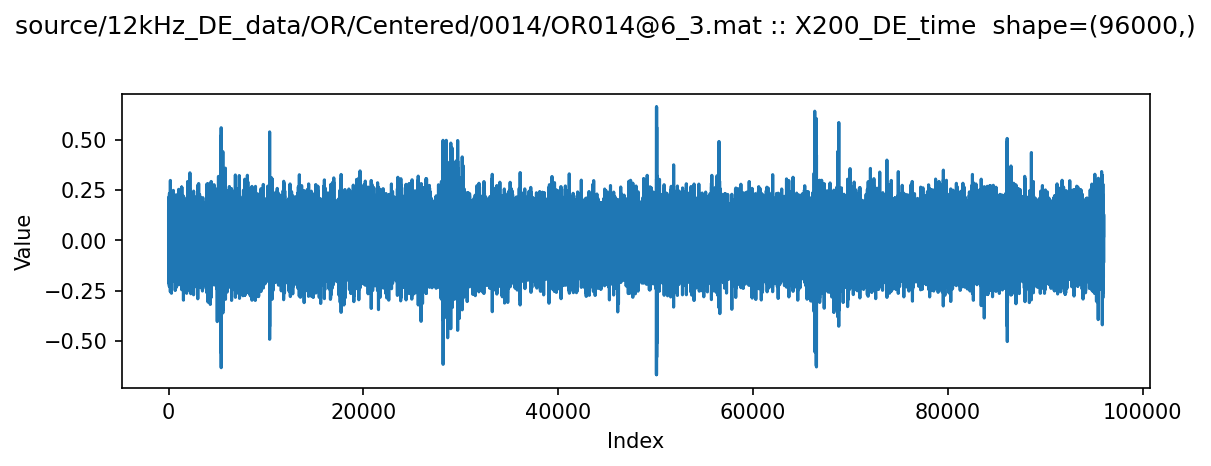 source/12kHz_DE_data/OR/Centered/0014/OR014@6_3.mat :: X200_DE_time  shape=(96000,)
0.50
0.25
0.00
−0.25
−0.50
Value
0 20000 40000 60000 80000 100000
Index